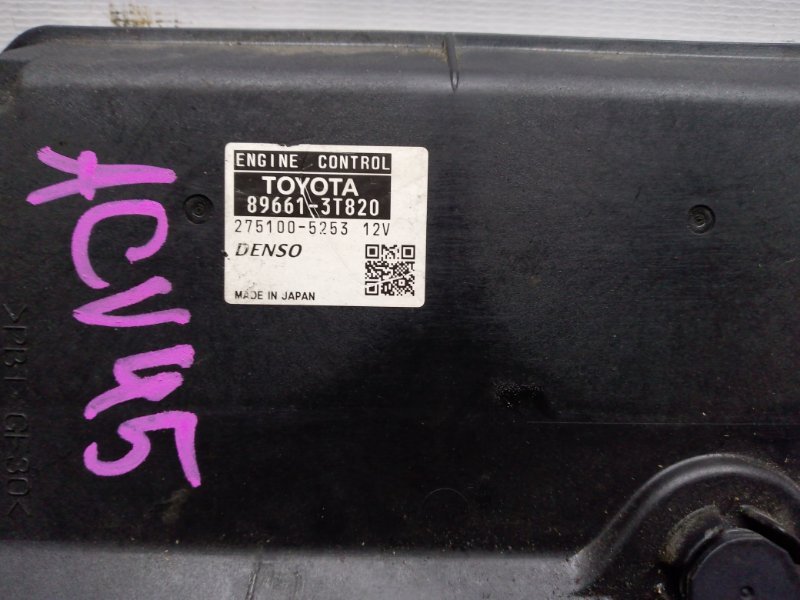 ENGINE CONTROL
TOYOTA
89661-3T820
275100-5253 12V
DENSO
MADE IN JAPAN
ACV45
>PBT-GF30<